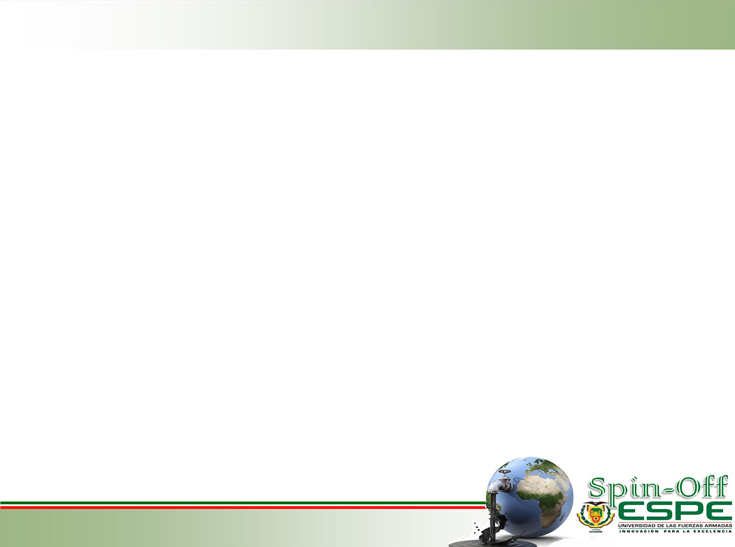 Spin-Off
ESPE
UNIVERSIDAD DE LAS FUERZAS ARMADAS
INNOVACIÓN PARA LA EXCELENCIA